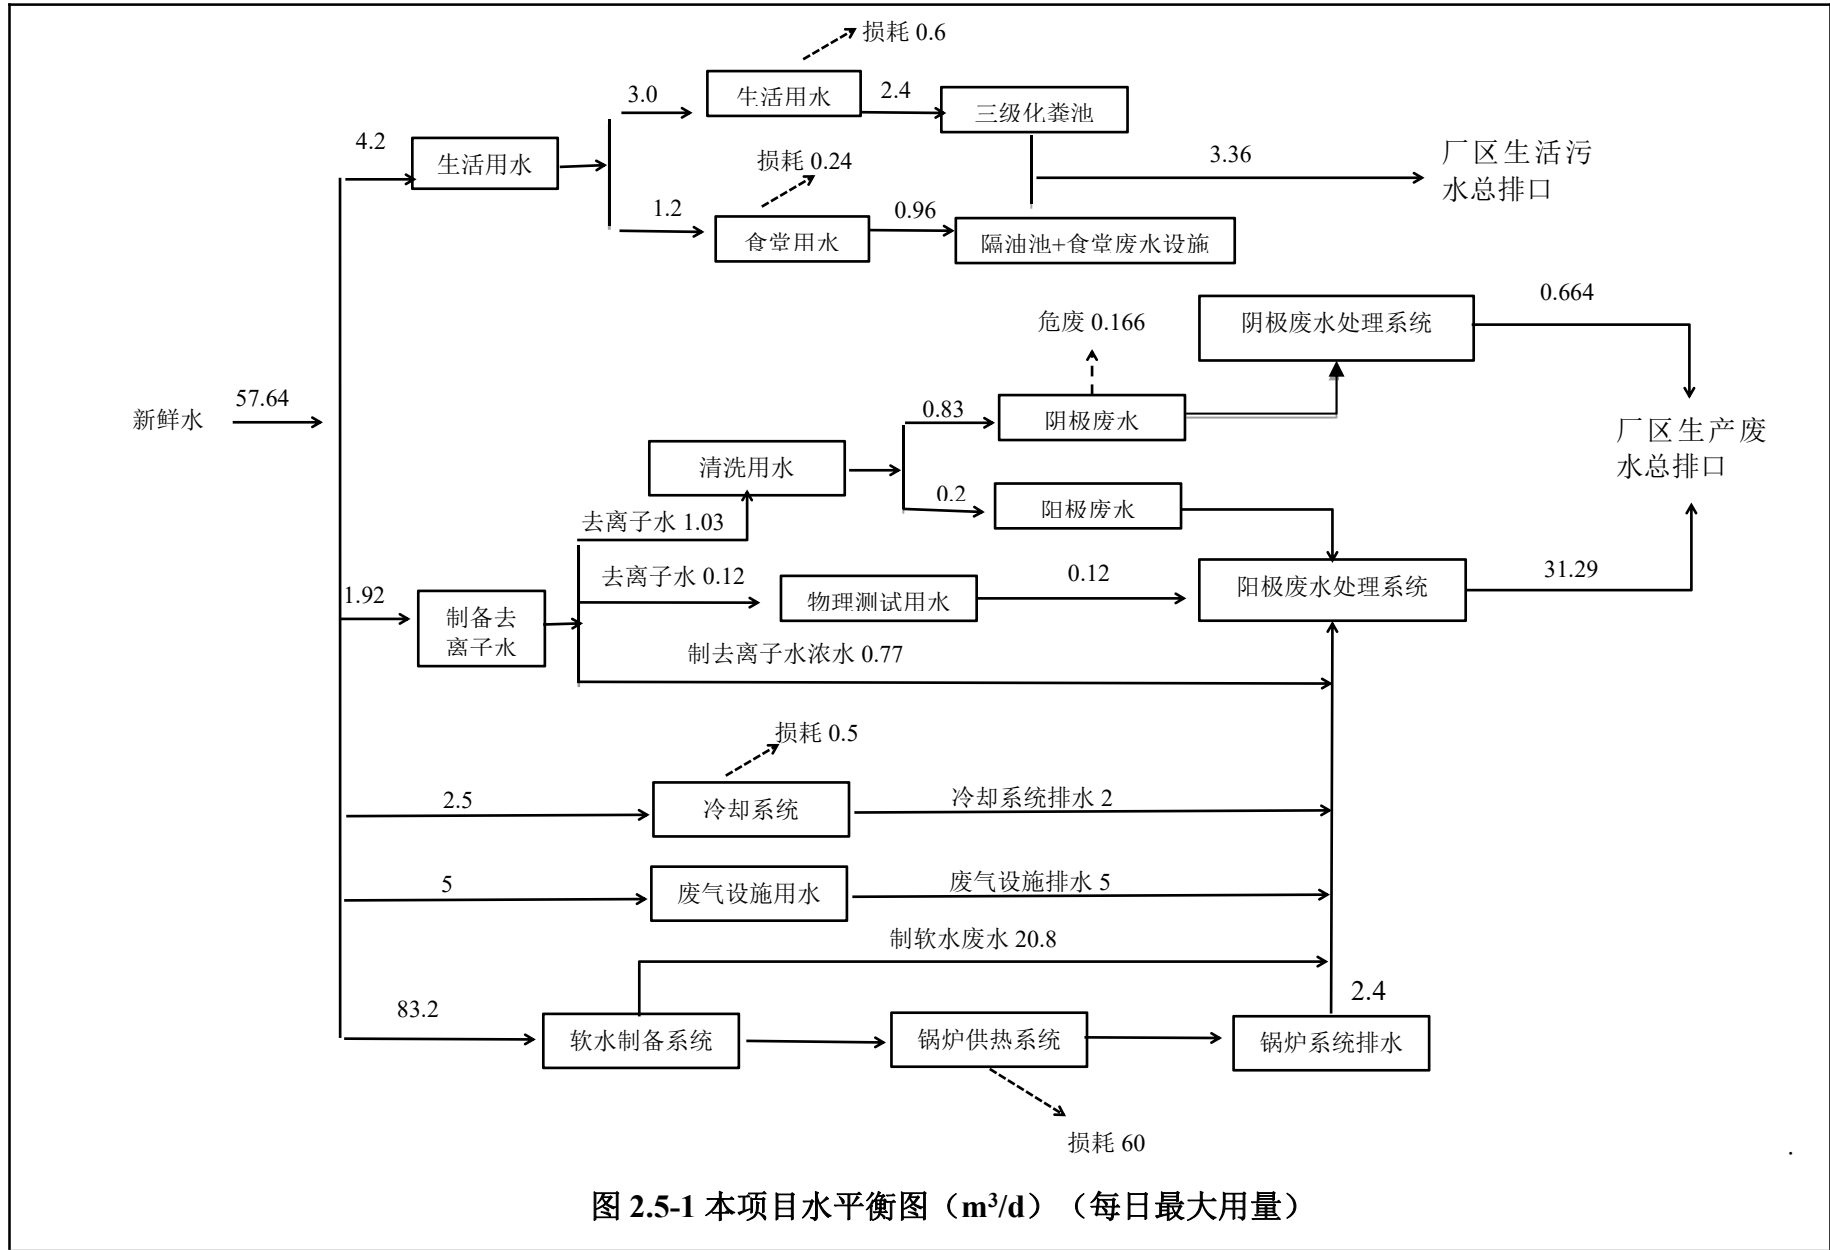 损耗 0.6
3.0
生活用水
2.4
三级化粪池
4.2
生活用水
损耗 0.24
3.36
厂区生活污
水总排口
1.2
食堂用水
0.96
隔油池+食堂废水设施
0.664
危废 0.166
阴极废水处理系统
新鲜水
57.64
0.83
阴极废水
厂区生产废
水总排口
清洗用水
0.2
阳极废水
去离子水 1.03
去离子水 0.12
物理测试用水
0.12
阳极废水处理系统
31.29
1.92
制备去
离子水
制去离子水浓水 0.77
损耗 0.5
2.5
冷却系统
冷却系统排水 2
5
废气设施用水
废气设施排水 5
制软水废水 20.8
83.2
软水制备系统
锅炉供热系统
2.4
锅炉系统排水
损耗 60
图 2.5-1 本项目水平衡图（m³/d）（每日最大用量）